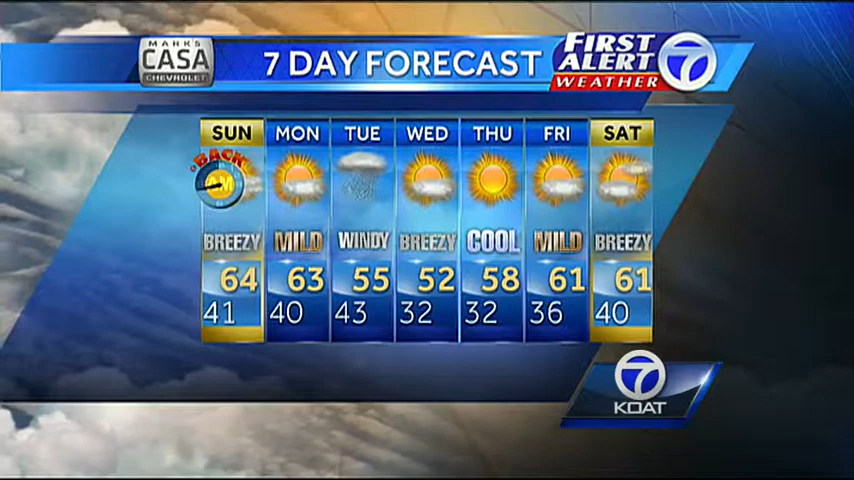 MARK'S
CASA
CHEVROLET
7 DAY FORECAST
FIRST
ALERT
WEATHER
7
SUN MON TUE WED THU FRI SAT
BACK
BREEZY MILD WINDY BREEZY COOL MILD BREEZY
64 63 55 52 58 61 61
41 40 43 32 32 36 40
7
KOAT